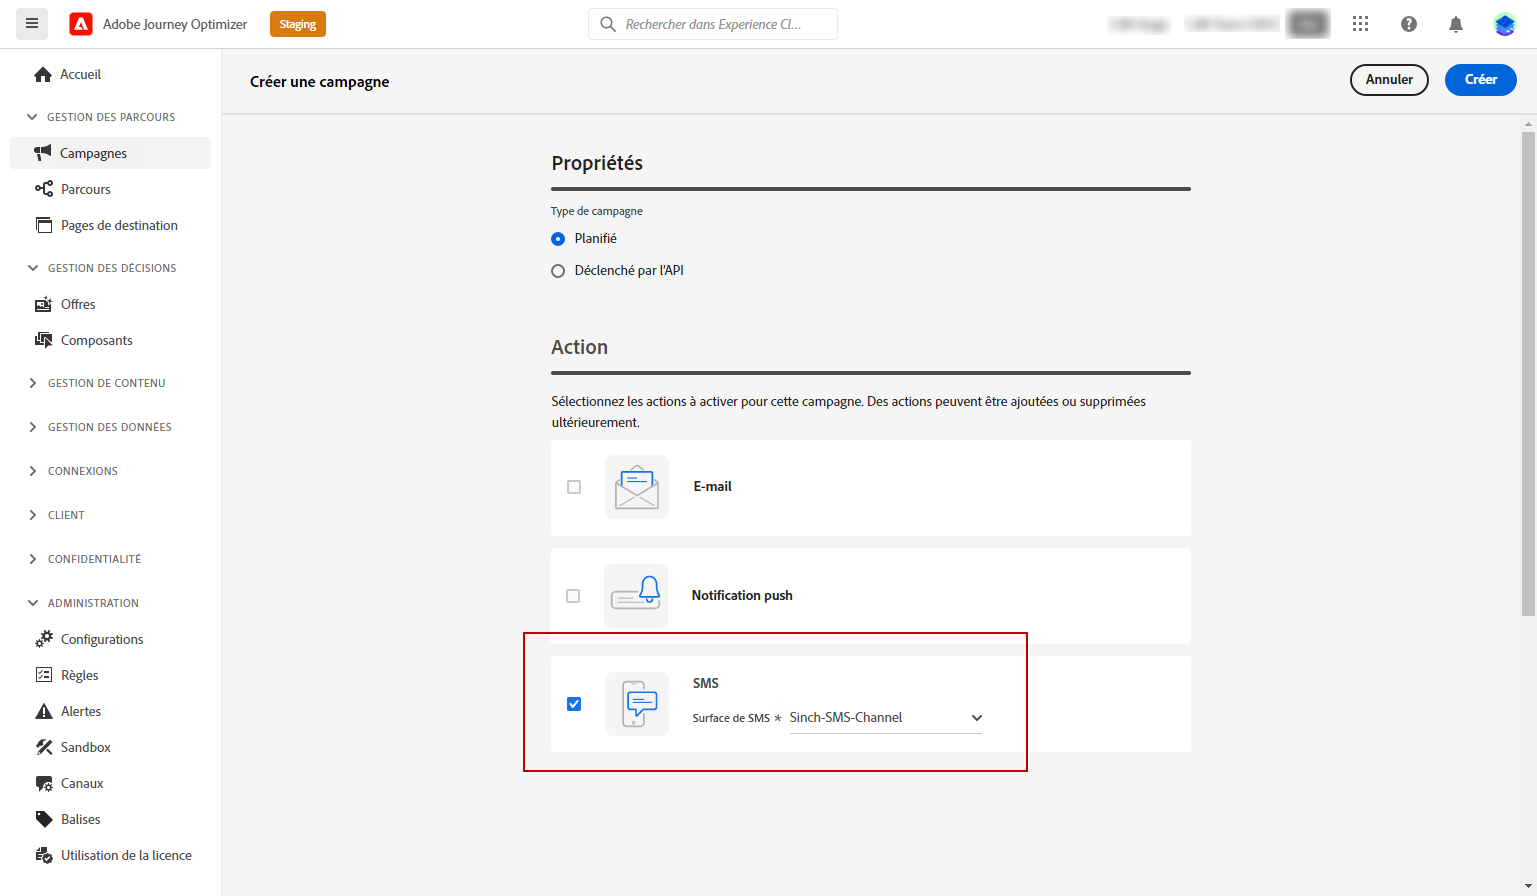 Adobe Journey Optimizer
Staging
Rechercher dans Experience Cl...
Accueil
GESTION DES PARCOURS
Campagnes
Parcours
Pages de destination
GESTION DES DÉCISIONS
Offres
Composants
GESTION DE CONTENU
GESTION DES DONNÉES
CONNEXIONS
CLIENT
CONFIDENTIALITÉ
ADMINISTRATION
Configurations
Règles
Alertes
Sandbox
Canaux
Balises
Utilisation de la licence
Créer une campagne
Annuler
Créer
Propriétés
Type de campagne
Planifié
Déclenché par l'API
Action
Sélectionnez les actions à activer pour cette campagne. Des actions peuvent être ajoutées ou supprimées
ultérieurement.
E-mail
Notification push
SMS
Surface de SMS * Sinch-SMS-Channel